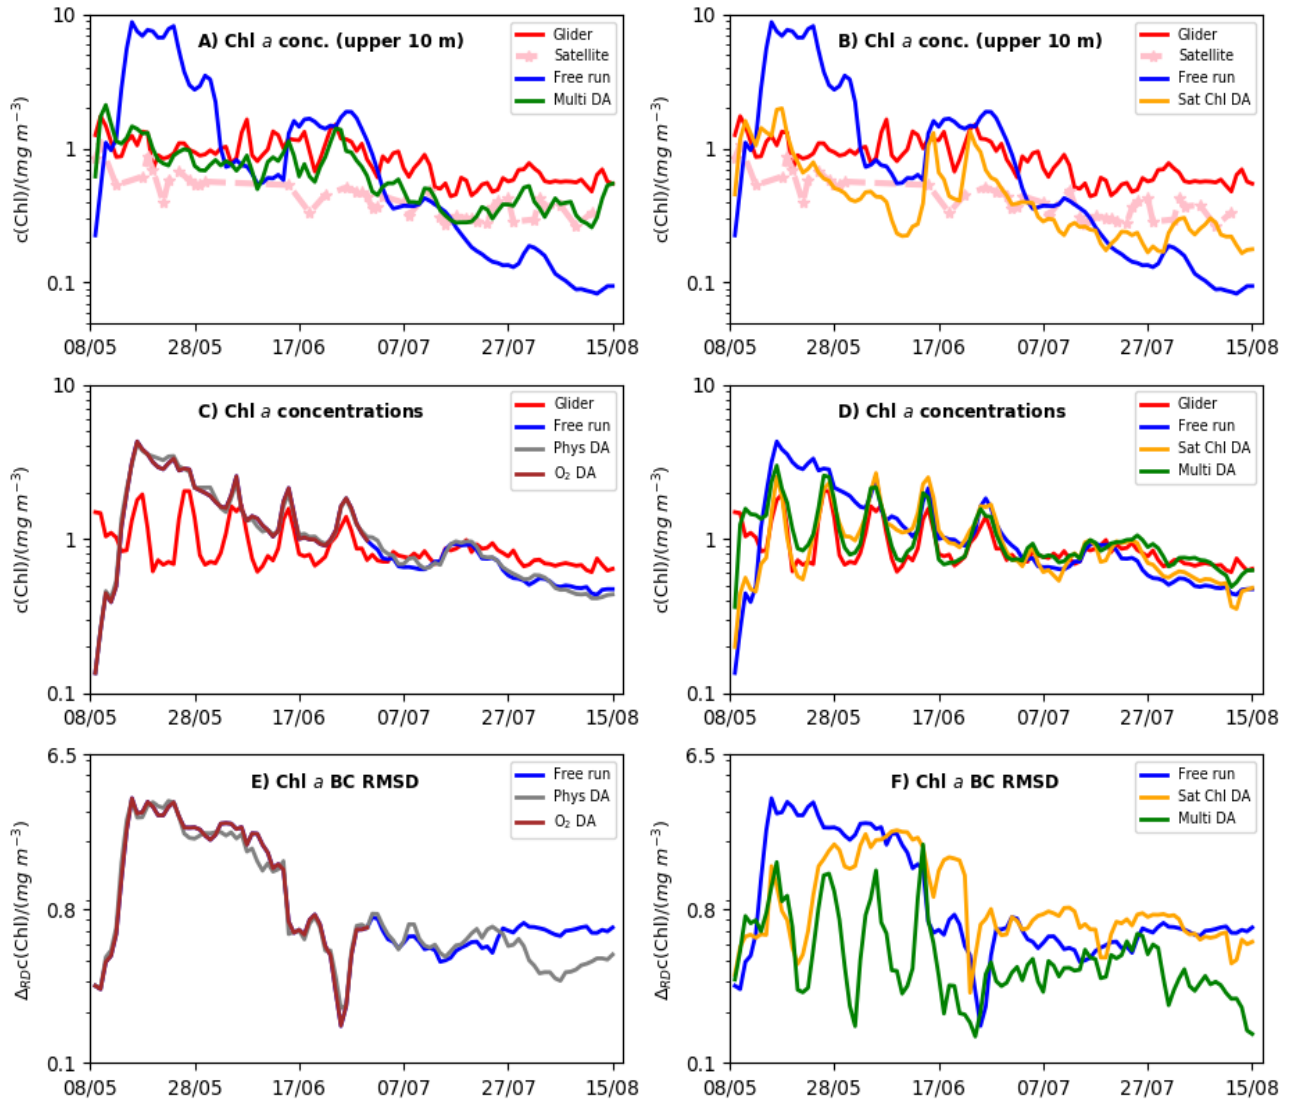 A) Chl a conc. (upper 10 m)
Glider
Satellite
Free run
Multi DA
c(Chl)/(mg m⁻³)
10
1
0.1
08/05 28/05 17/06 07/07 27/07 15/08
B) Chl a conc. (upper 10 m)
Glider
Satellite
Free run
Sat Chl DA
c(Chl)/(mg m⁻³)
10
1
0.1
08/05 28/05 17/06 07/07 27/07 15/08
C) Chl a concentrations
Glider
Free run
Phys DA
O₂ DA
c(Chl)/(mg m⁻³)
10
1
0.1
08/05 28/05 17/06 07/07 27/07 15/08
D) Chl a concentrations
Glider
Free run
Sat Chl DA
Multi DA
c(Chl)/(mg m⁻³)
10
1
0.1
08/05 28/05 17/06 07/07 27/07 15/08
E) Chl a BC RMSD
Free run
Phys DA
O₂ DA
Δ_RDc(Chl)/(mg m⁻³)
6.5
0.8
0.1
08/05 28/05 17/06 07/07 27/07 15/08
F) Chl a BC RMSD
Free run
Sat Chl DA
Multi DA
Δ_RDc(Chl)/(mg m⁻³)
6.5
0.8
0.1
08/05 28/05 17/06 07/07 27/07 15/08